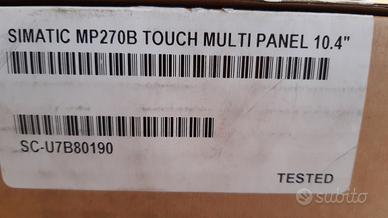 SIMATIC MP270B TOUCH MULTI PANEL 10.4"
SC-U7B80190
TESTED
subito